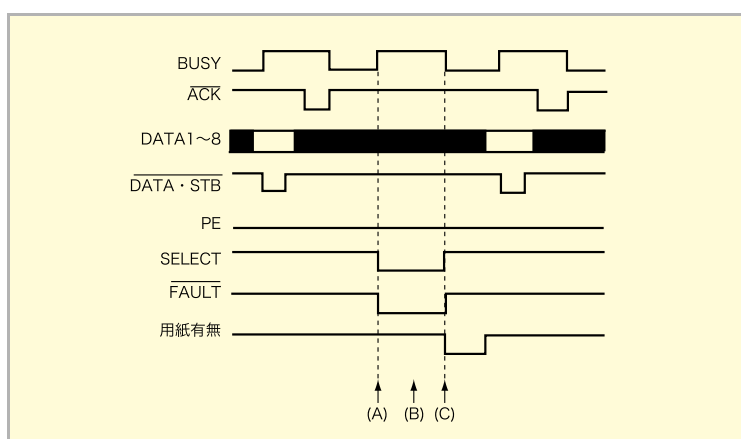 BUSY
ACK
DATA1〜8
DATA・STB
PE
SELECT
FAULT
用紙有無
(A) (B) (C)